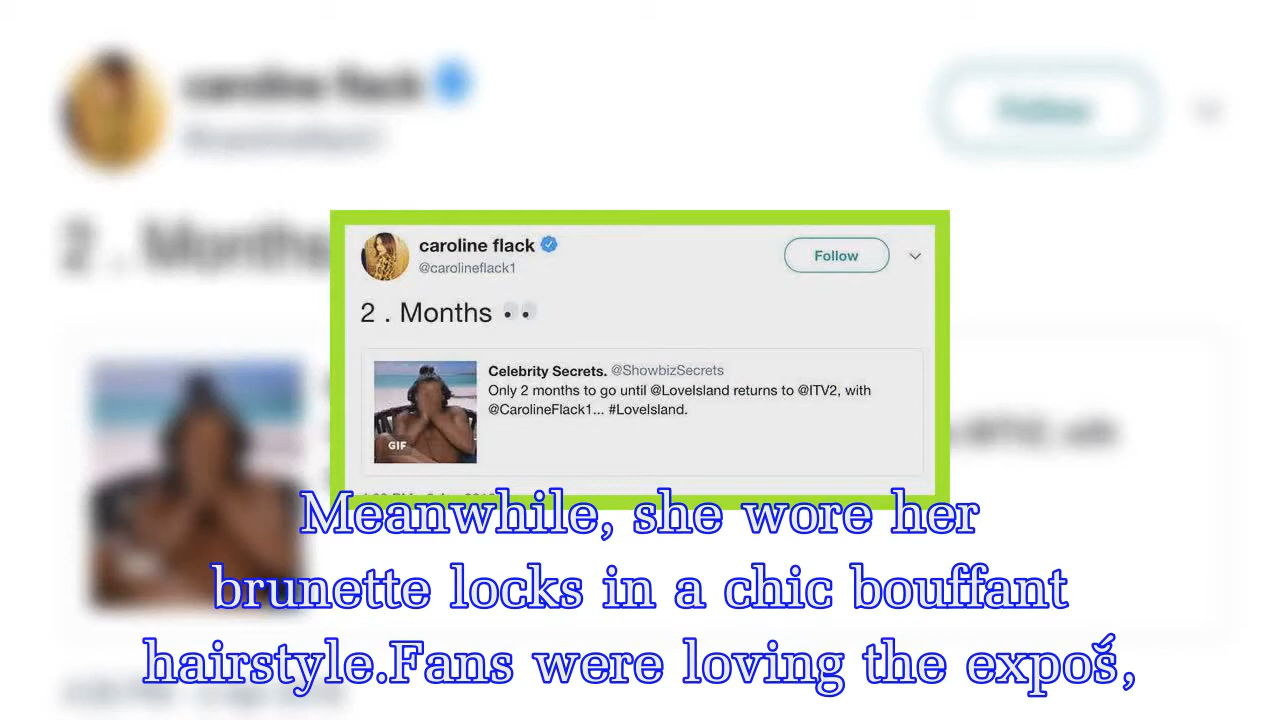 caroline flack
Follow
@carolineflack1
2 . Months
Celebrity Secrets. @ShowbizSecrets
Only 2 months to go until @LoveIsland returns to @ITV2, with
@CarolineFlack1... #LoveIsland.
GIF
Meanwhile, she wore her
brunette locks in a chic bouffant
hairstyle.Fans were loving the expoś,